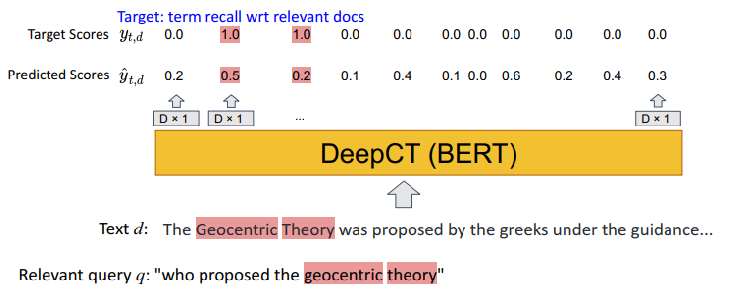 Target: term recall wrt relevant docs
Target Scores y_{t,d} 0.0 1.0 1.0 0.0 0.0 0.0 0.0 0.0 0.0 0.0 0.0
Predicted Scores ŷ_{t,d} 0.2 0.5 0.2 0.1 0.4 0.1 0.0 0.6 0.2 0.4 0.3
D × 1 D × 1 ... D × 1
DeepCT (BERT)
Text d: The Geocentric Theory was proposed by the greeks under the guidance...
Relevant query q: "who proposed the geocentric theory"